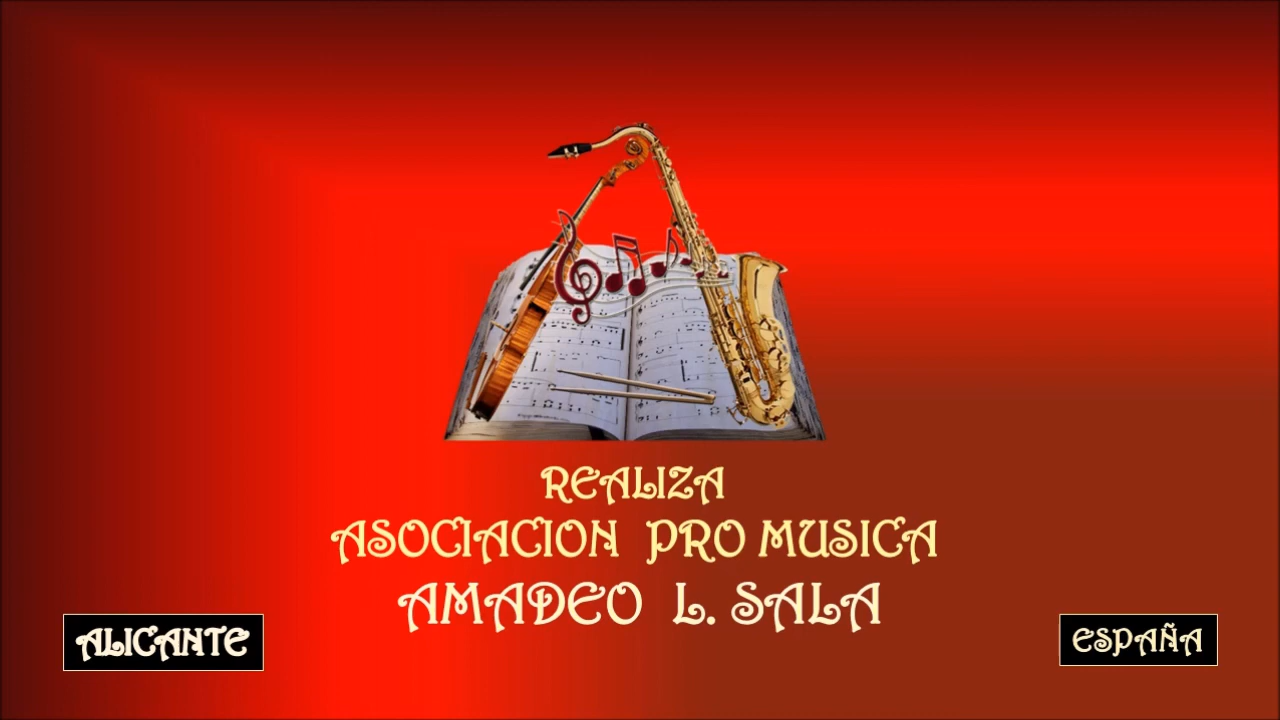 REALIZA
ASOCIACION PRO MUSICA
AMADEO L. SALA
ALICANTE
ESPAÑA